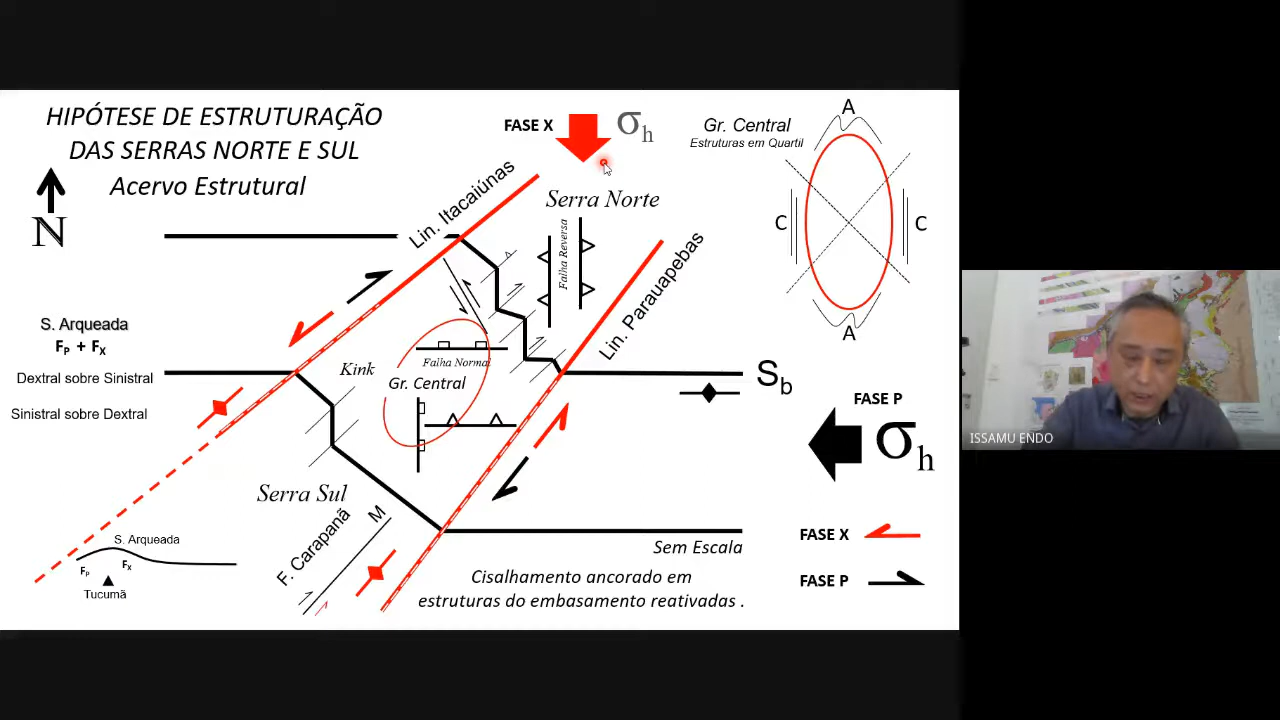 HIPÓTESE DE ESTRUTURAÇÃO
DAS SERRAS NORTE E SUL
Acervo Estrutural
N
FASE X
σh
Gr. Central
Estruturas em Quartil
A
C
C
A
Lin. Itacaiúnas
Serra Norte
Falha Reversa
Lin. Parauapebas
S. Arqueada
FP + FX
Dextral sobre Sinistral
Sinistral sobre Dextral
Kink
Falha Normal
Gr. Central
Sb
FASE P
σh
ISSAMU ENDO
Serra Sul
F. Carapanã
M
S. Arqueada
FP
FX
Tucumã
Sem Escala
Cisalhamento ancorado em
estruturas do embasamento reativadas .
FASE X
FASE P